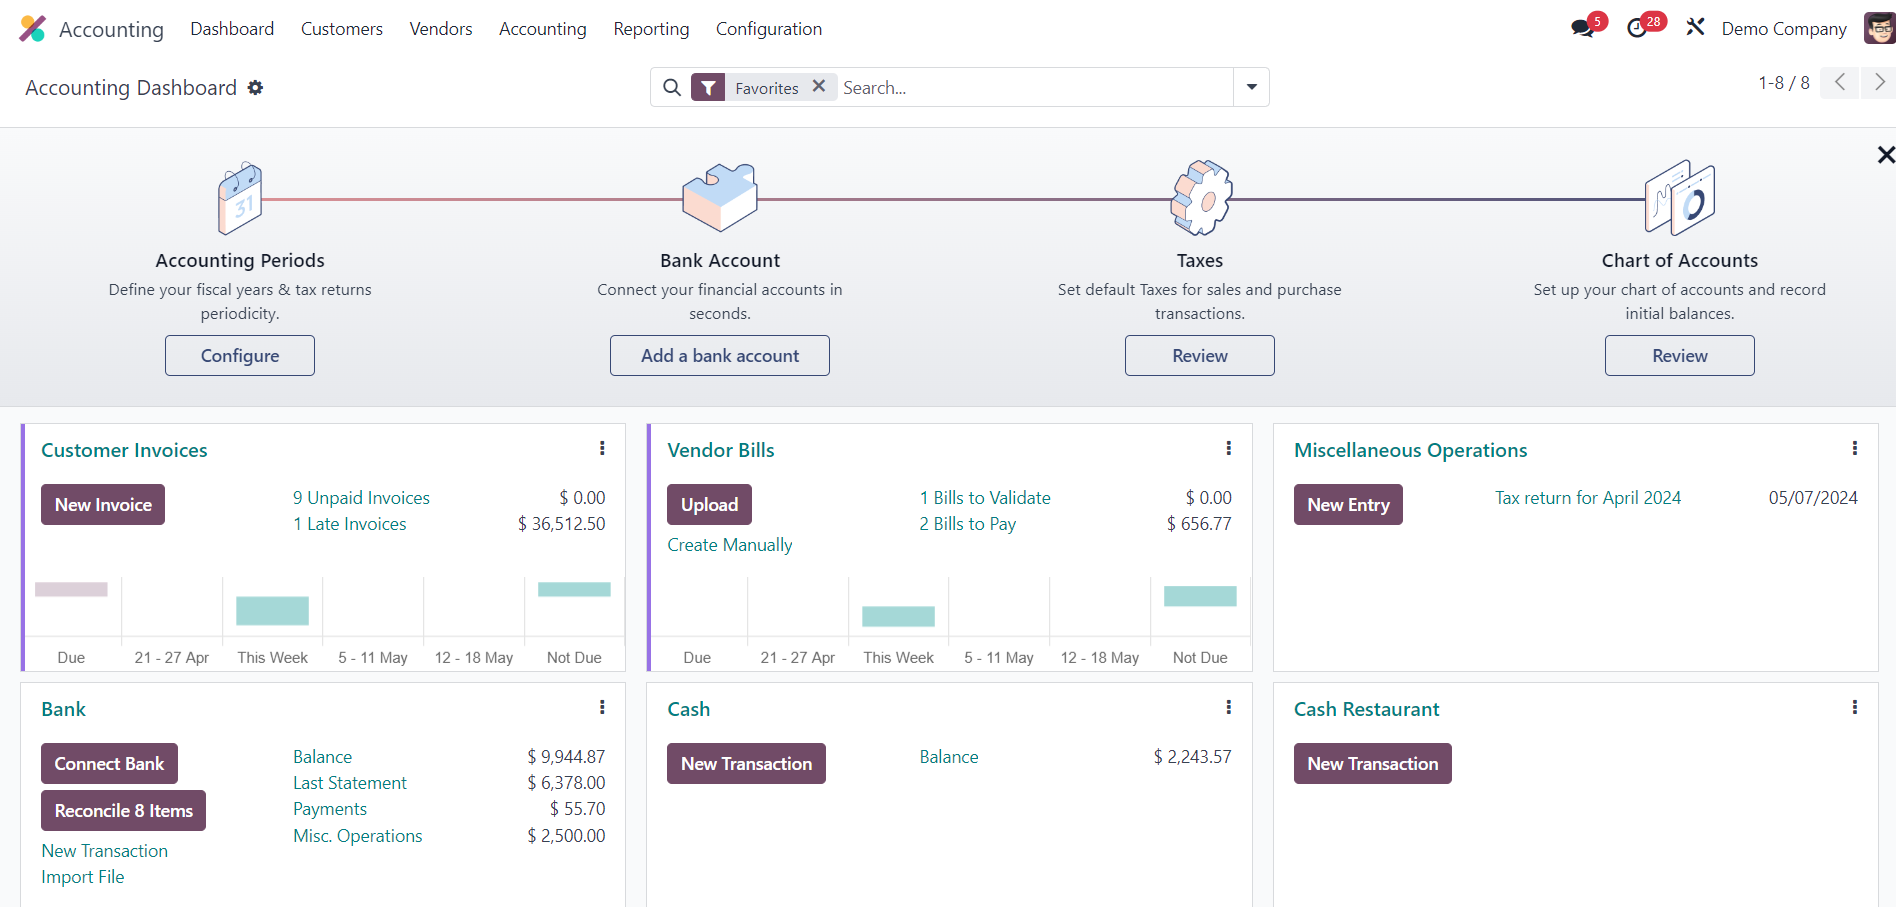 Accounting Dashboard Customers Vendors Accounting Reporting Configuration 5 28 Demo Company
Accounting Dashboard Favorites Search... 1-8 / 8
31
Accounting Periods
Define your fiscal years & tax returns
periodicity.
Configure
Bank Account
Connect your financial accounts in
seconds.
Add a bank account
Taxes
Set default Taxes for sales and purchase
transactions.
Review
Chart of Accounts
Set up your chart of accounts and record
initial balances.
Review
Customer Invoices
New Invoice
9 Unpaid Invoices $ 0.00
1 Late Invoices $ 36,512.50
Due 21 - 27 Apr This Week 5 - 11 May 12 - 18 May Not Due
Vendor Bills
Upload
Create Manually
1 Bills to Validate $ 0.00
2 Bills to Pay $ 656.77
Due 21 - 27 Apr This Week 5 - 11 May 12 - 18 May Not Due
Miscellaneous Operations
New Entry
Tax return for April 2024 05/07/2024
Bank
Connect Bank
Reconcile 8 Items
New Transaction
Import File
Balance $ 9,944.87
Last Statement $ 6,378.00
Payments $ 55.70
Misc. Operations $ 2,500.00
Cash
New Transaction
Balance $ 2,243.57
Cash Restaurant
New Transaction